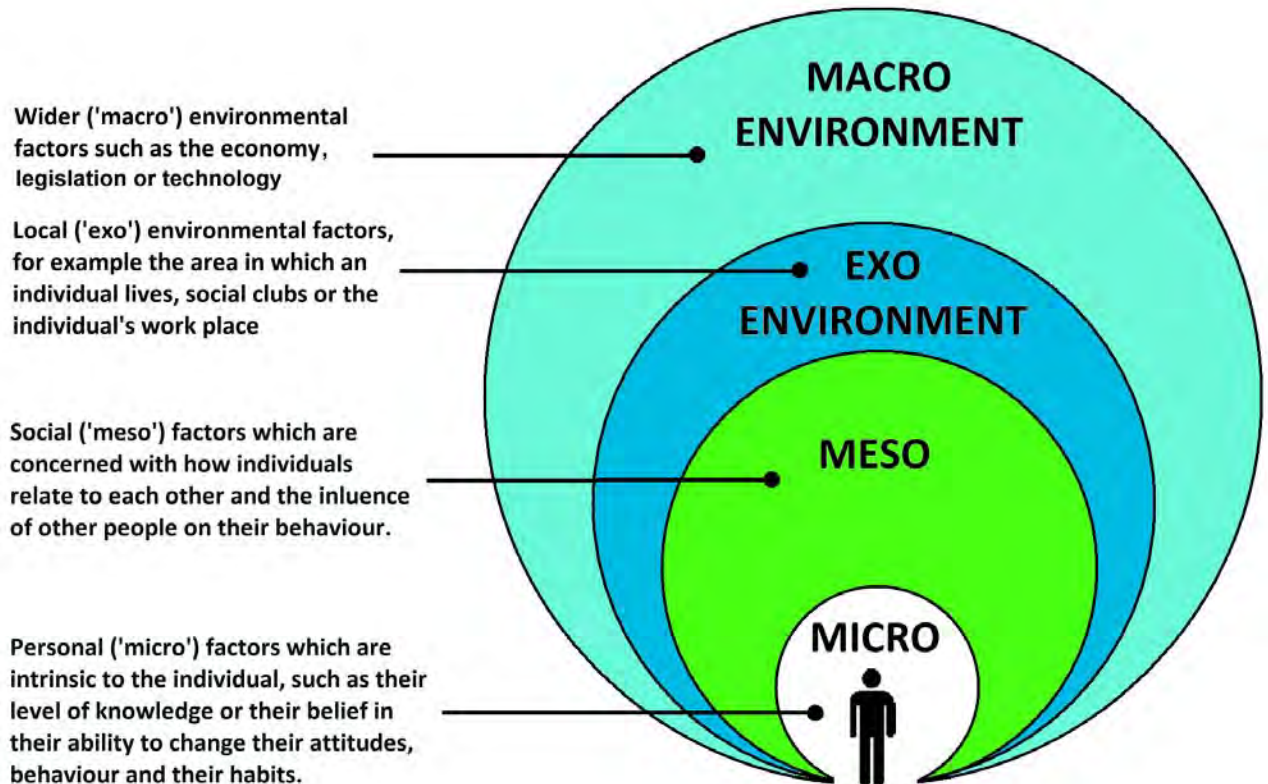 MACRO
ENVIRONMENT
Wider ('macro') environmental
factors such as the economy,
legislation or technology
Local ('exo') environmental factors,
for example the area in which an
individual lives, social clubs or the
individual's work place
EXO
ENVIRONMENT
Social ('meso') factors which are
concerned with how individuals
relate to each other and the inluence
of other people on their behaviour.
MESO
Personal ('micro') factors which are
intrinsic to the individual, such as their
level of knowledge or their belief in
their ability to change their attitudes,
behaviour and their habits.
MICRO